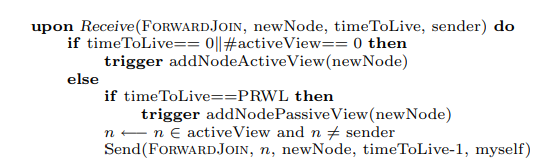 upon Receive(FORWARDJOIN, newNode, timeToLive, sender) do
if timeToLive== 0||#activeView== 0 then
trigger addNodeActiveView(newNode)
else
if timeToLive==PRWL then
trigger addNodePassiveView(newNode)
n ⟵ n ∈ activeView and n ≠ sender
Send(FORWARDJOIN, n, newNode, timeToLive-1, myself)